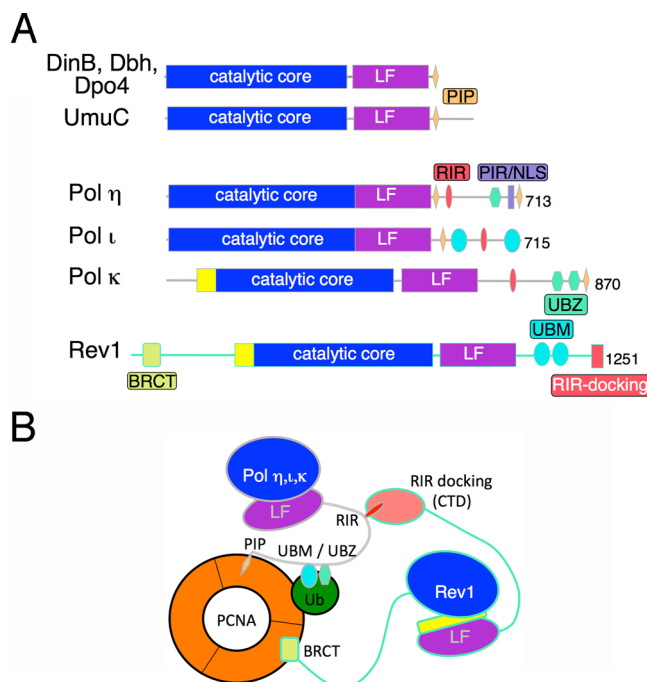 A
DinB, Dbh,
Dpo4
catalytic core LF
PIP
UmuC catalytic core LF
RIR PIR/NLS
Pol η catalytic core LF 713
Pol ι catalytic core LF 715
Pol κ catalytic core LF 870
UBZ
UBM
Rev1 catalytic core LF 1251
BRCT RIR-docking
B
Pol η,ι,κ
LF
RIR docking
(CTD)
RIR
PIP
UBM / UBZ
Ub
PCNA
Rev1
LF
BRCT